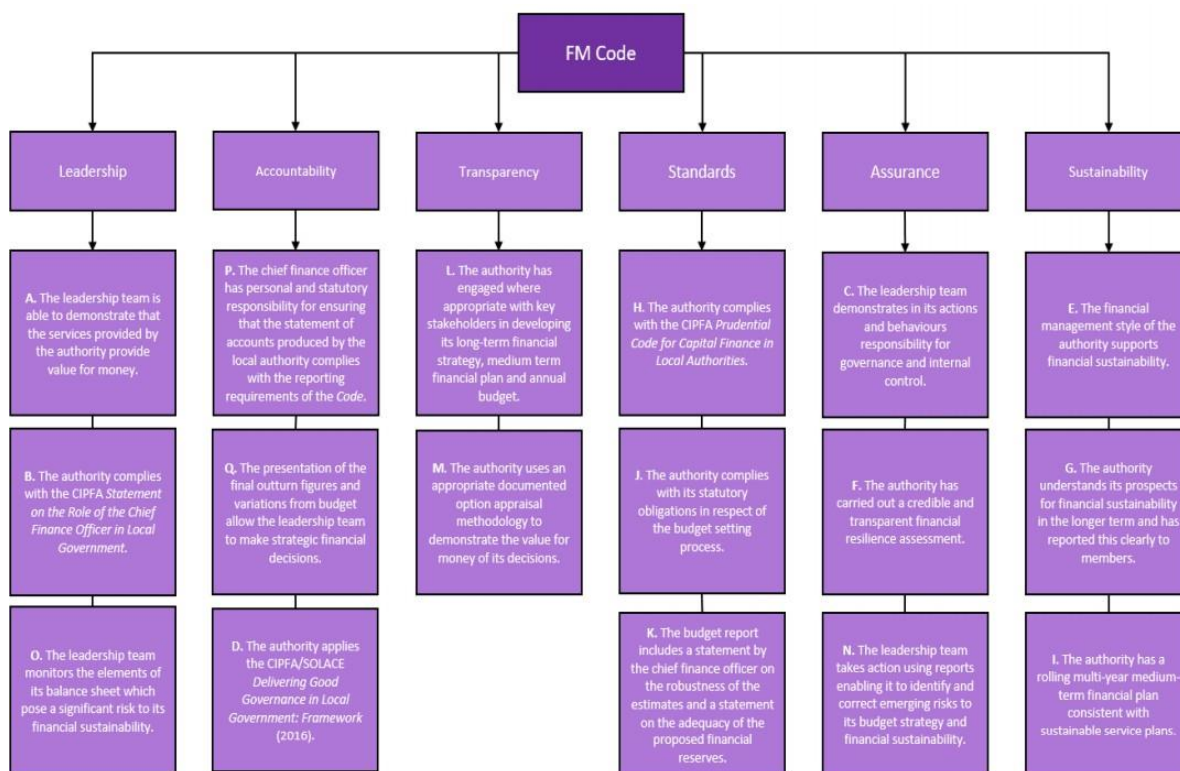 FM Code
Leadership
Accountability
Transparency
Standards
Assurance
Sustainability
A. The leadership team is
able to demonstrate that
the services provided by
the authority provide
value for money.
P. The chief finance officer
has personal and statutory
responsibility for ensuring
that the statement of
accounts produced by the
local authority complies
with the reporting
requirements of the Code.
L. The authority has
engaged where
appropriate with key
stakeholders in developing
its long-term financial
strategy, medium term
financial plan and annual
budget.
H. The authority complies
with the CIPFA Prudential
Code for Capital Finance in
Local Authorities.
C. The leadership team
demonstrates in its actions
and behaviours
responsibility for
governance and internal
control.
E. The financial
management style of the
authority supports
financial sustainability.
B. The authority complies
with the CIPFA Statement
on the Role of the Chief
Finance Officer in Local
Government.
Q. The presentation of the
final outturn figures and
variations from budget
allow the leadership team
to make strategic financial
decisions.
M. The authority uses an
appropriate documented
option appraisal
methodology to
demonstrate the value for
money of its decisions.
J. The authority complies
with its statutory
obligations in respect of
the budget setting
process.
F. The authority has
carried out a credible and
transparent financial
resilience assessment.
G. The authority
understands its prospects
for financial sustainability
in the longer term and has
reported this clearly to
members.
O. The leadership team
monitors the elements of
its balance sheet which
pose a significant risk to its
financial sustainability.
D. The authority applies
the CIPFA/SOLACE
Delivering Good
Governance in Local
Government: Framework
(2016).
K. The budget report
includes a statement by
the chief finance officer on
the robustness of the
estimates and a statement
on the adequacy of the
proposed financial
reserves.
N. The leadership team
takes action using reports
enabling it to identify and
correct emerging risks to
its budget strategy and
financial sustainability.
I. The authority has a
rolling multi-year medium-
term financial plan
consistent with
sustainable service plans.